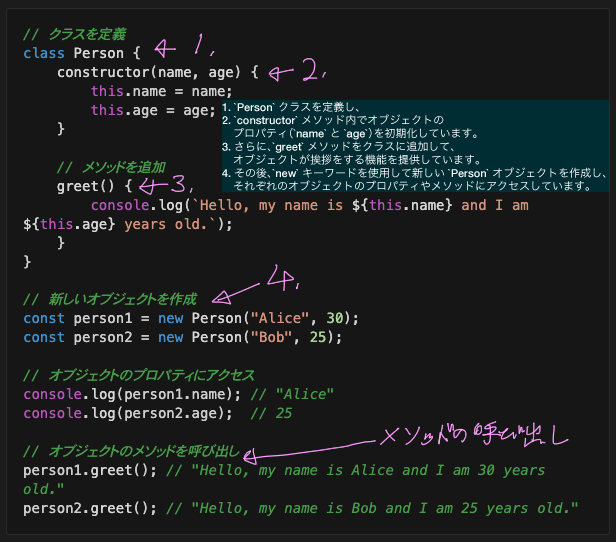 // クラスを定義
class Person { ← 1.
constructor(name, age) { ← 2.
this.name = name;
this.age = age;
}
1. `Person` クラスを定義し、
2. `constructor` メソッド内でオブジェクトの
プロパティ（`name` と `age`）を初期化しています。
3. さらに、`greet` メソッドをクラスに追加して、
オブジェクトが挨拶をする機能を提供しています。
4. その後、`new` キーワードを使用して新しい `Person` オブジェクトを作成し、
それぞれのオブジェクトのプロパティやメソッドにアクセスしています。
// メソッドを追加
greet() { ← 3.
console.log(`Hello, my name is ${this.name} and I am
${this.age} years old.`);
}
}
// 新しいオブジェクトを作成 ← 4.
const person1 = new Person("Alice", 30);
const person2 = new Person("Bob", 25);
// オブジェクトのプロパティにアクセス
console.log(person1.name); // "Alice"
console.log(person2.age);  // 25
// オブジェクトのメソッドを呼び出し ← メソッドの呼び出し
person1.greet(); // "Hello, my name is Alice and I am 30 years
old."
person2.greet(); // "Hello, my name is Bob and I am 25 years old."